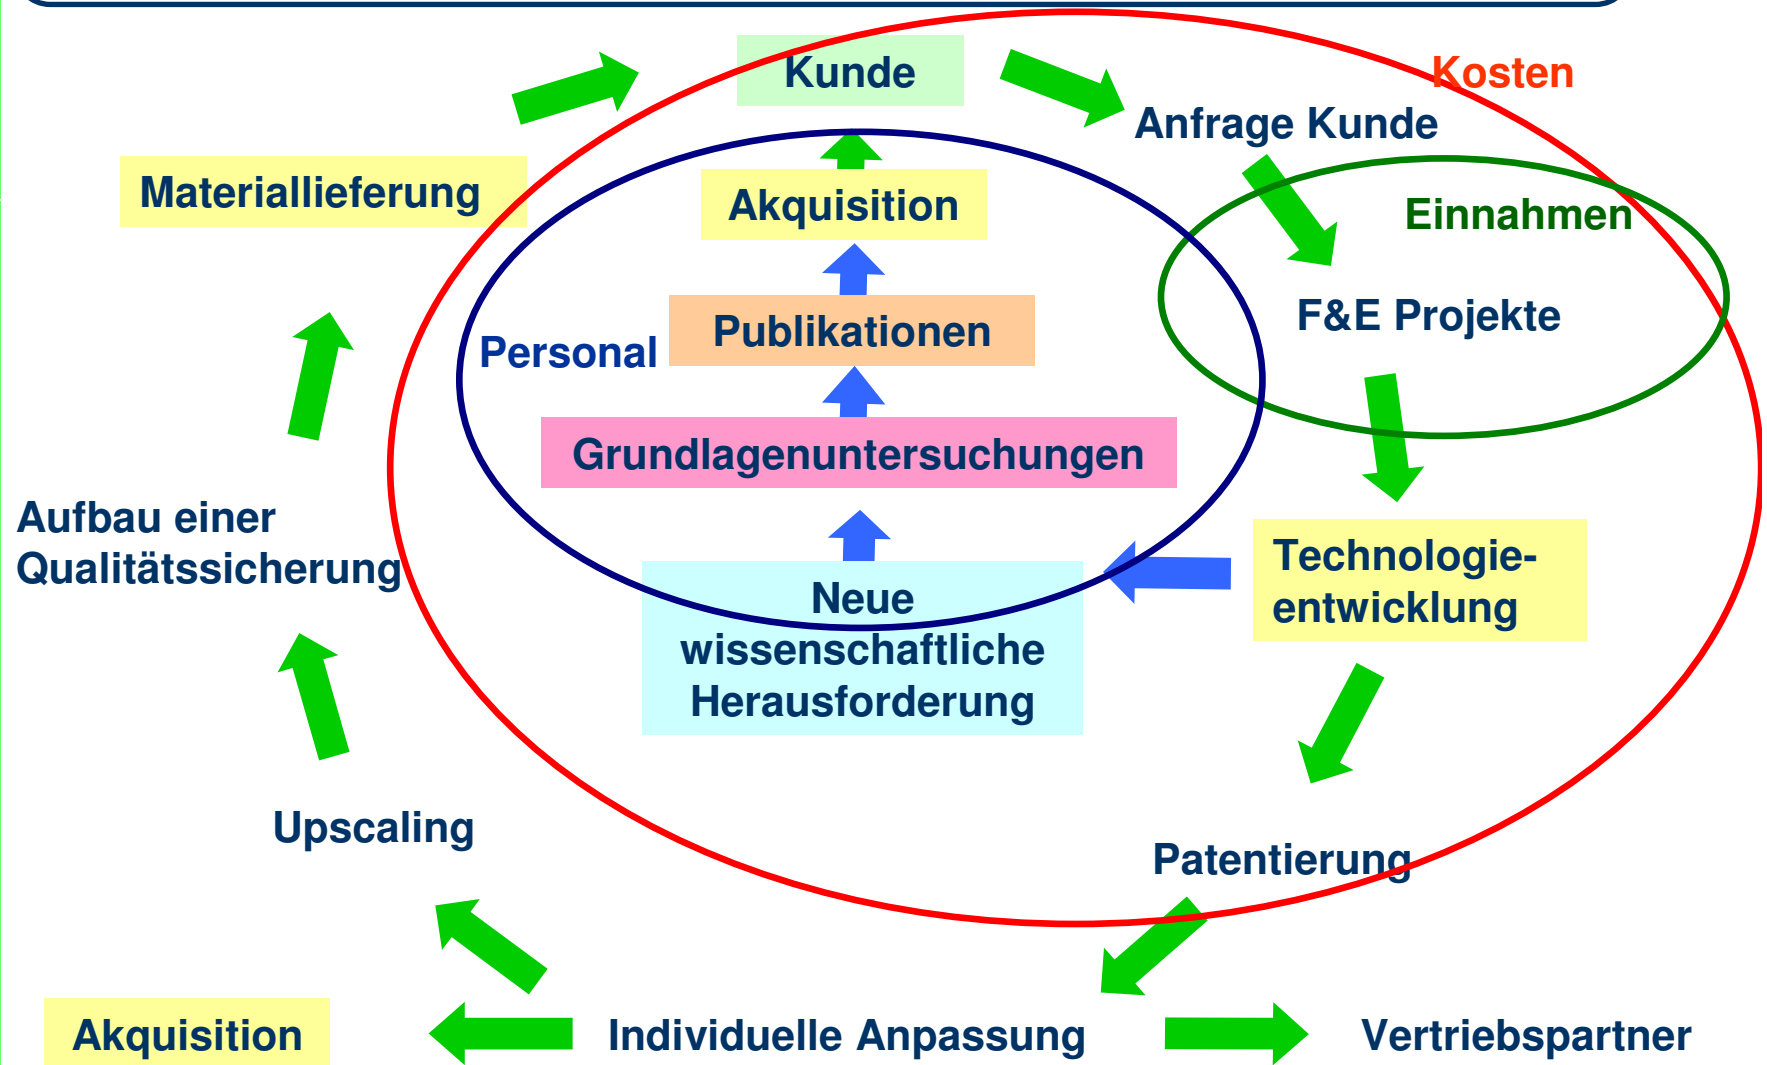 Kunde
Kosten
Anfrage Kunde
Materiallieferung
Akquisition
Einnahmen
Publikationen
F&E Projekte
Personal
Grundlagenuntersuchungen
Aufbau einer
Qualitätssicherung
Technologie-
entwicklung
Neue
wissenschaftliche
Herausforderung
Upscaling
Patentierung
Akquisition
Individuelle Anpassung
Vertriebspartner